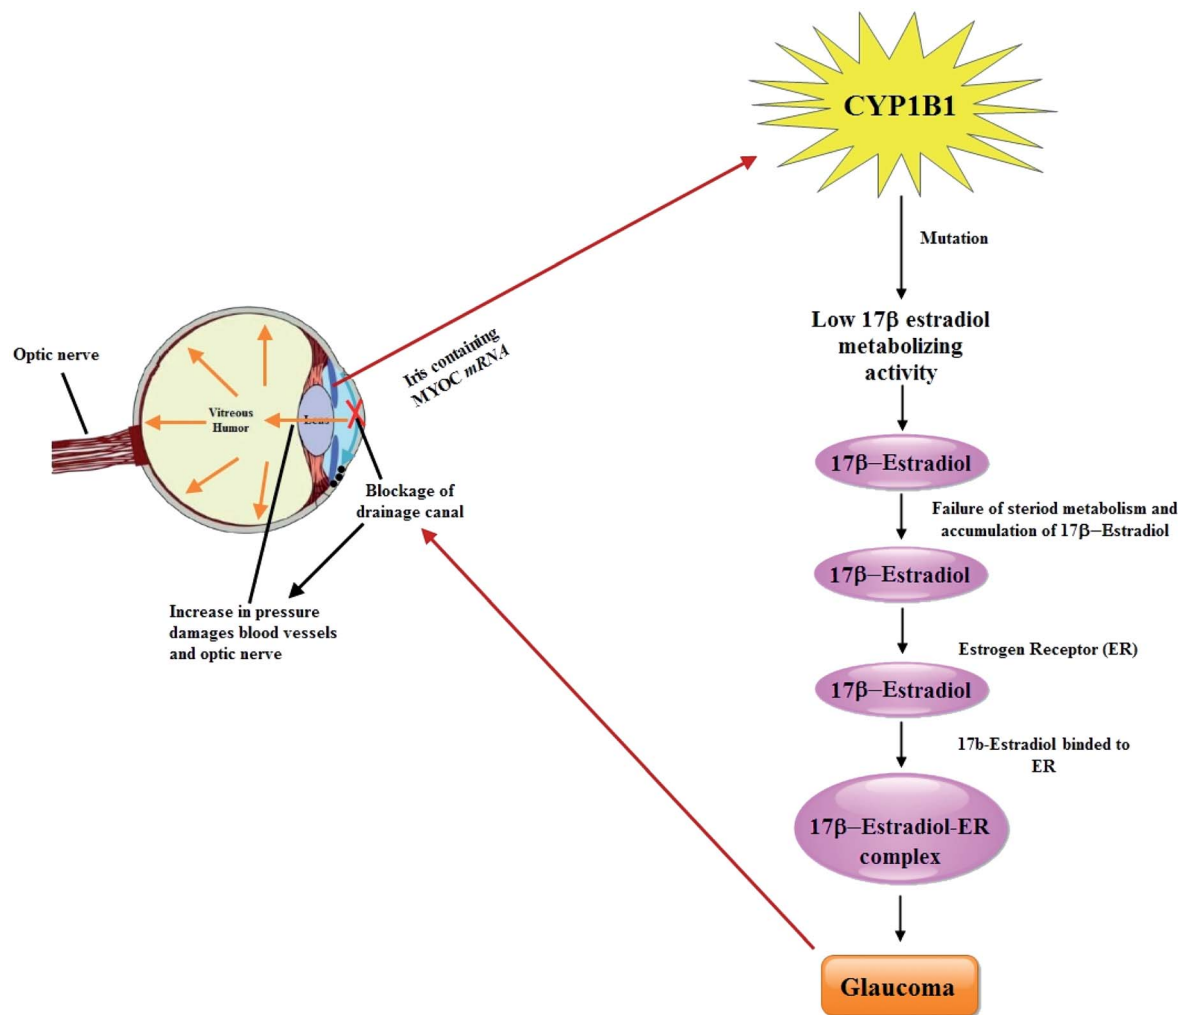 CYP1B1
Mutation
Low 17β estradiol
metabolizing
activity
17β–Estradiol
Failure of steriod metabolism and
accumulation of 17β–Estradiol
17β–Estradiol
Estrogen Receptor (ER)
17β–Estradiol
17b-Estradiol binded to
ER
17β–Estradiol-ER
complex
Glaucoma
Iris containing
MYOC mRNA
Optic nerve
Vitreous
Humor
Lens
Blockage of
drainage canal
Increase in pressure
damages blood vessels
and optic nerve